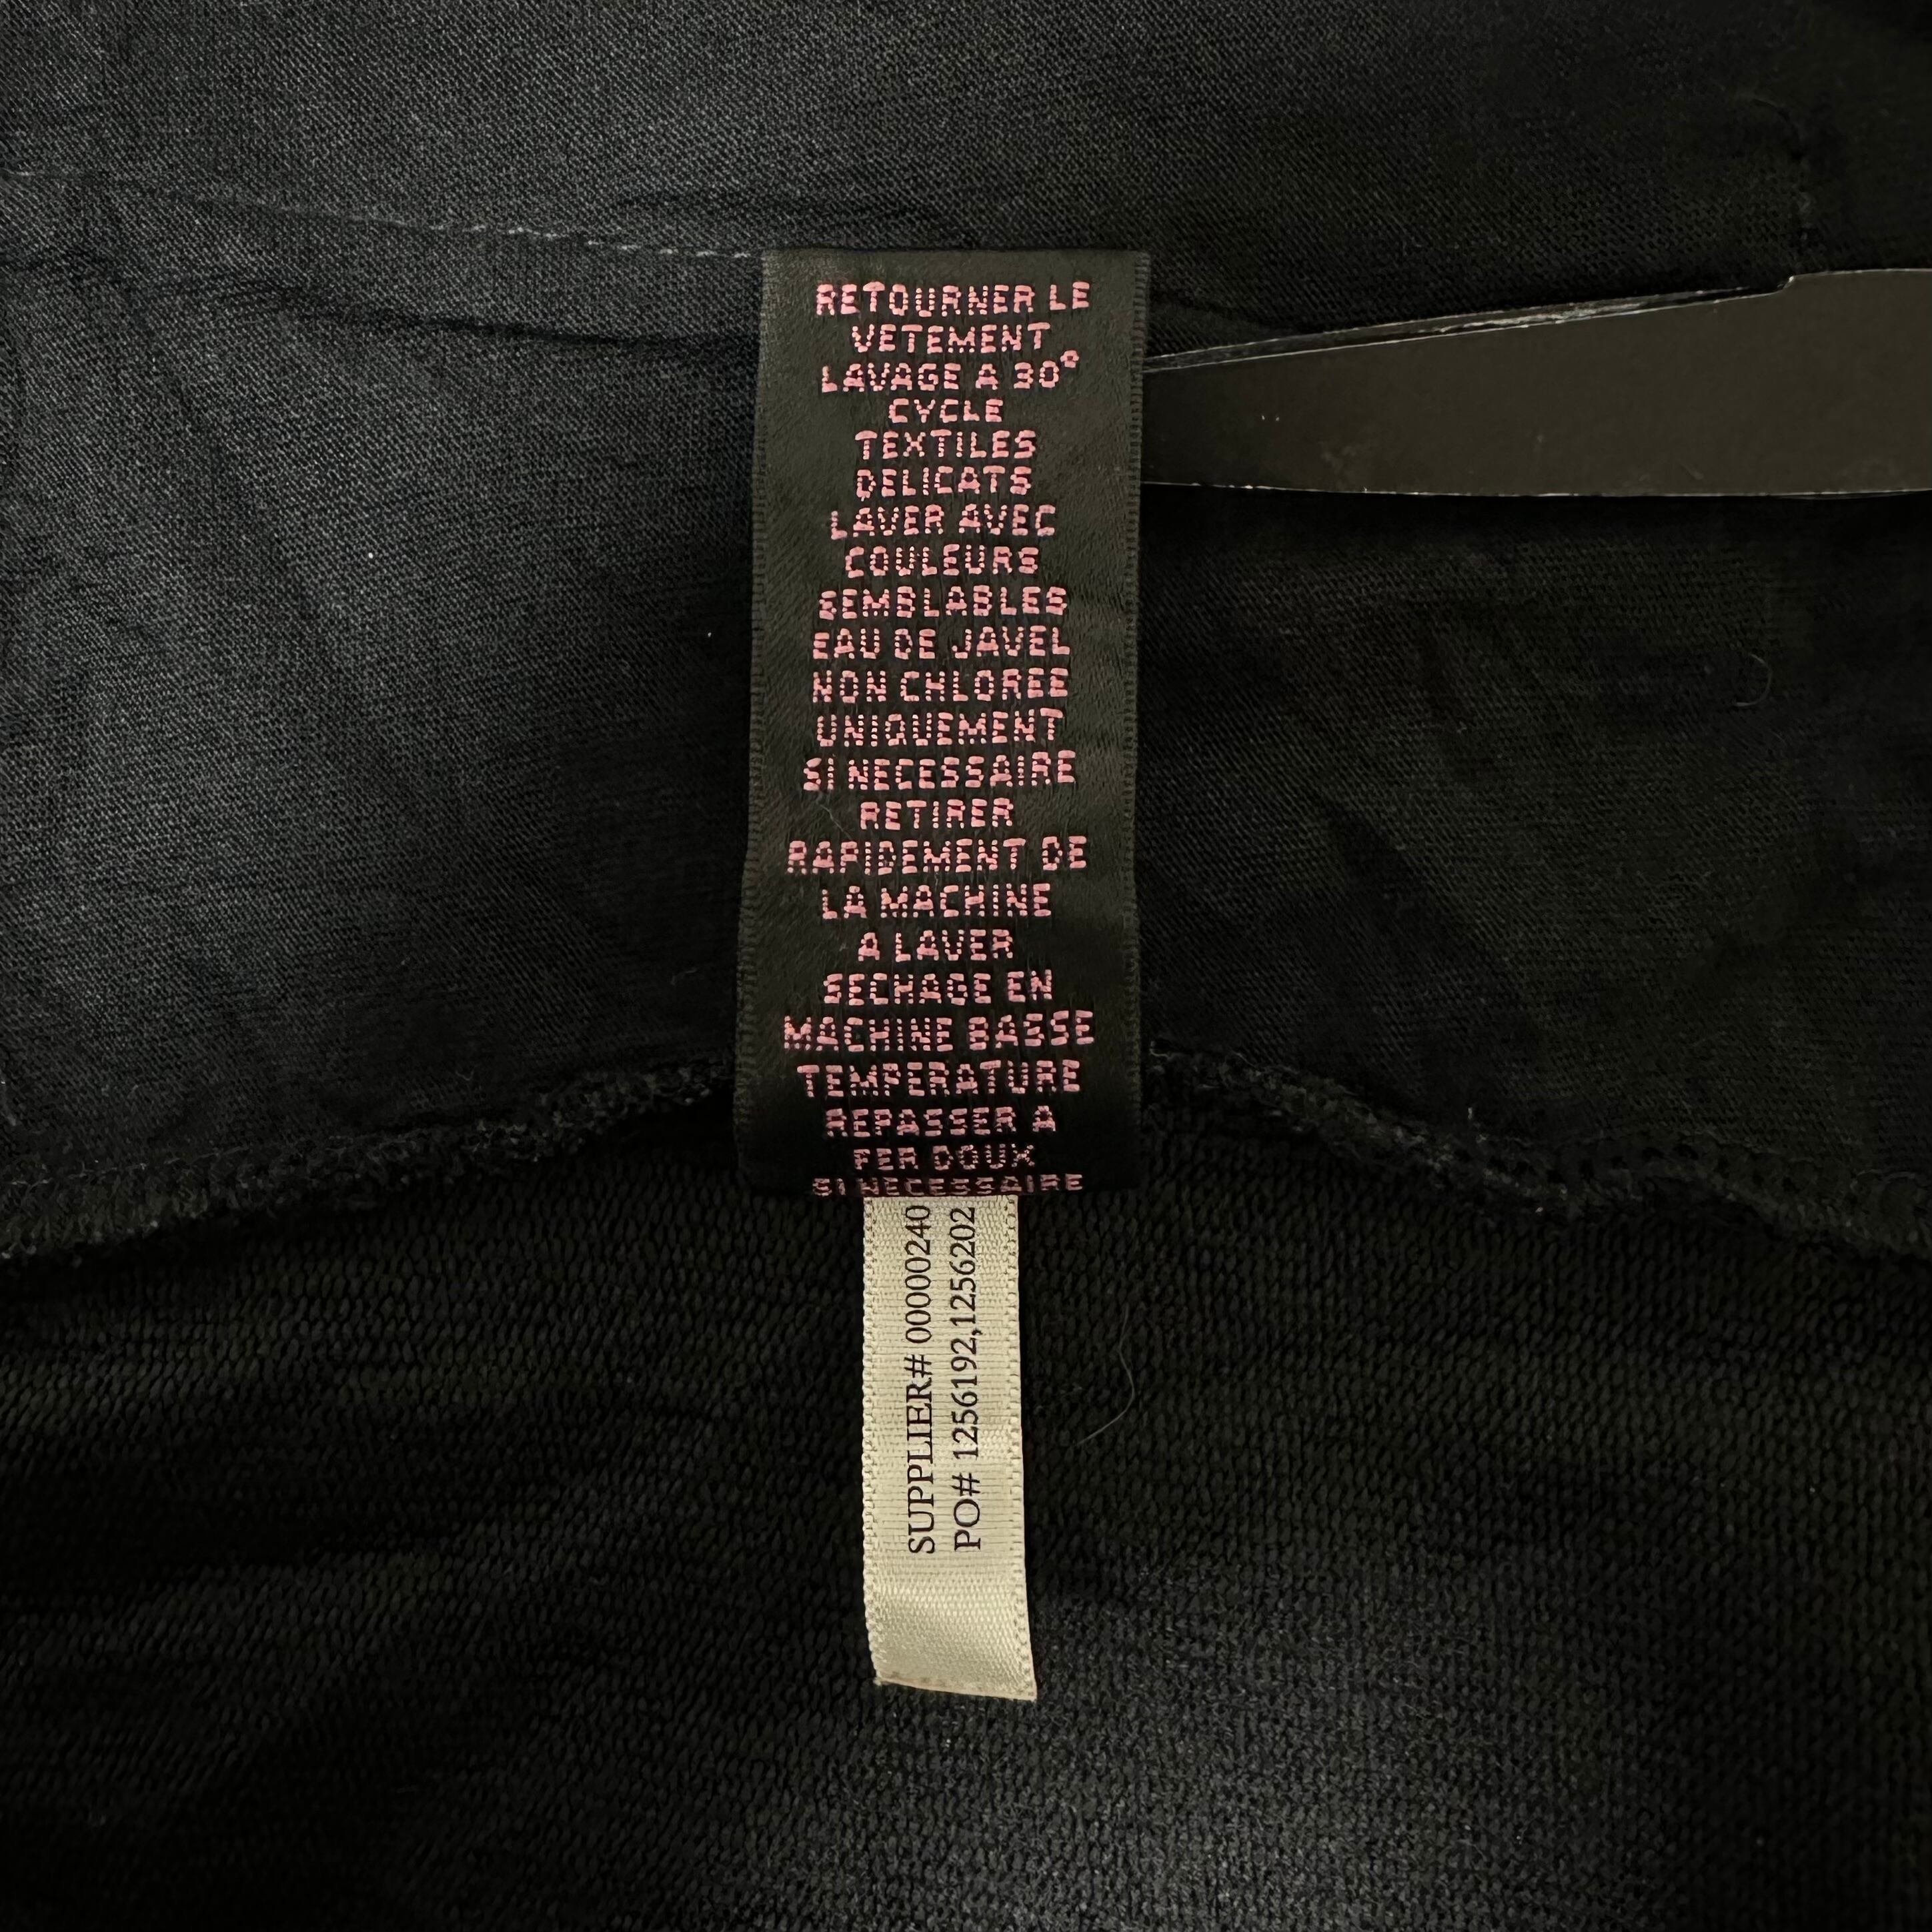 RETOURNER LE
VETEMENT
LAVAGE A 30°
CYCLE
TEXTILES
DELICATS
LAVER AVEC
COULEURS
SEMBLABLES
EAU DE JAVEL
NON CHLOREE
UNIQUEMENT
SI NECESSAIRE
RETIRER
RAPIDEMENT DE
LA MACHINE
A LAVER
SECHAGE EN
MACHINE BASSE
TEMPERATURE
REPASSER A
FER DOUX
SI NECESSAIRE
SUPPLIER# 00000240
PO# 1256192,1256202